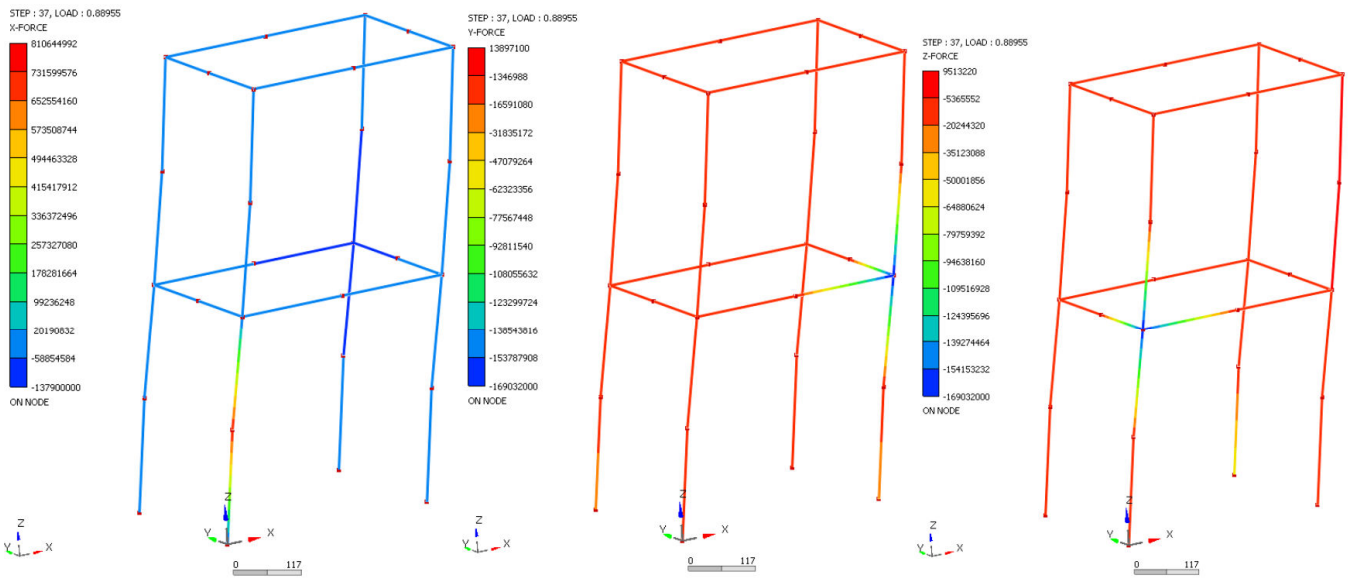 STEP : 37, LOAD : 0.88955
X-FORCE
810644992
731599576
652554160
573508744
494463328
415417912
336372496
257327080
178281664
99236248
20190832
-58854584
-137900000
ON NODE
Z
Y
X
Z
Y
X
0
117
STEP : 37, LOAD : 0.88955
Y-FORCE
13897100
-1346988
-16591080
-31835172
-47079264
-62323356
-77567448
-92811540
-108055632
-123299724
-138543816
-153787908
-169032000
ON NODE
Z
Y
X
Z
Y
X
0
117
STEP : 37, LOAD : 0.88955
Z-FORCE
9513220
-5365552
-20244320
-35123088
-50001856
-64880624
-79759392
-94638160
-109516928
-124395696
-139274464
-154153232
-169032000
ON NODE
Z
Y
X
Z
Y
X
0
117